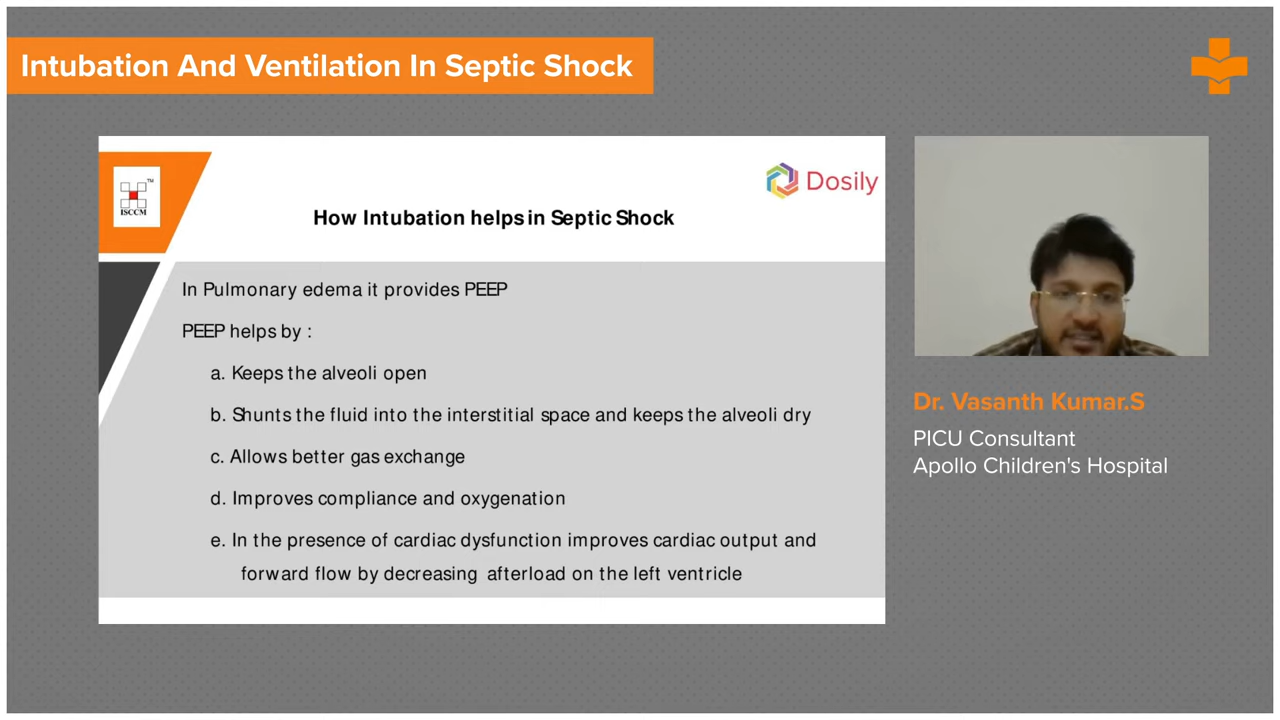 Intubation And Ventilation In Septic Shock
TM
ISCCM
Dosily
How Intubation helps in Septic Shock
In Pulmonary edema it provides PEEP
PEEP helps by :
a. Keeps the alveoli open
b. Shunts the fluid into the interstitial space and keeps the alveoli dry
c. Allows better gas exchange
d. Improves compliance and oxygenation
e. In the presence of cardiac dysfunction improves cardiac output and
forward flow by decreasing afterload on the left ventricle
Dr. Vasanth Kumar.S
PICU Consultant
Apollo Children's Hospital